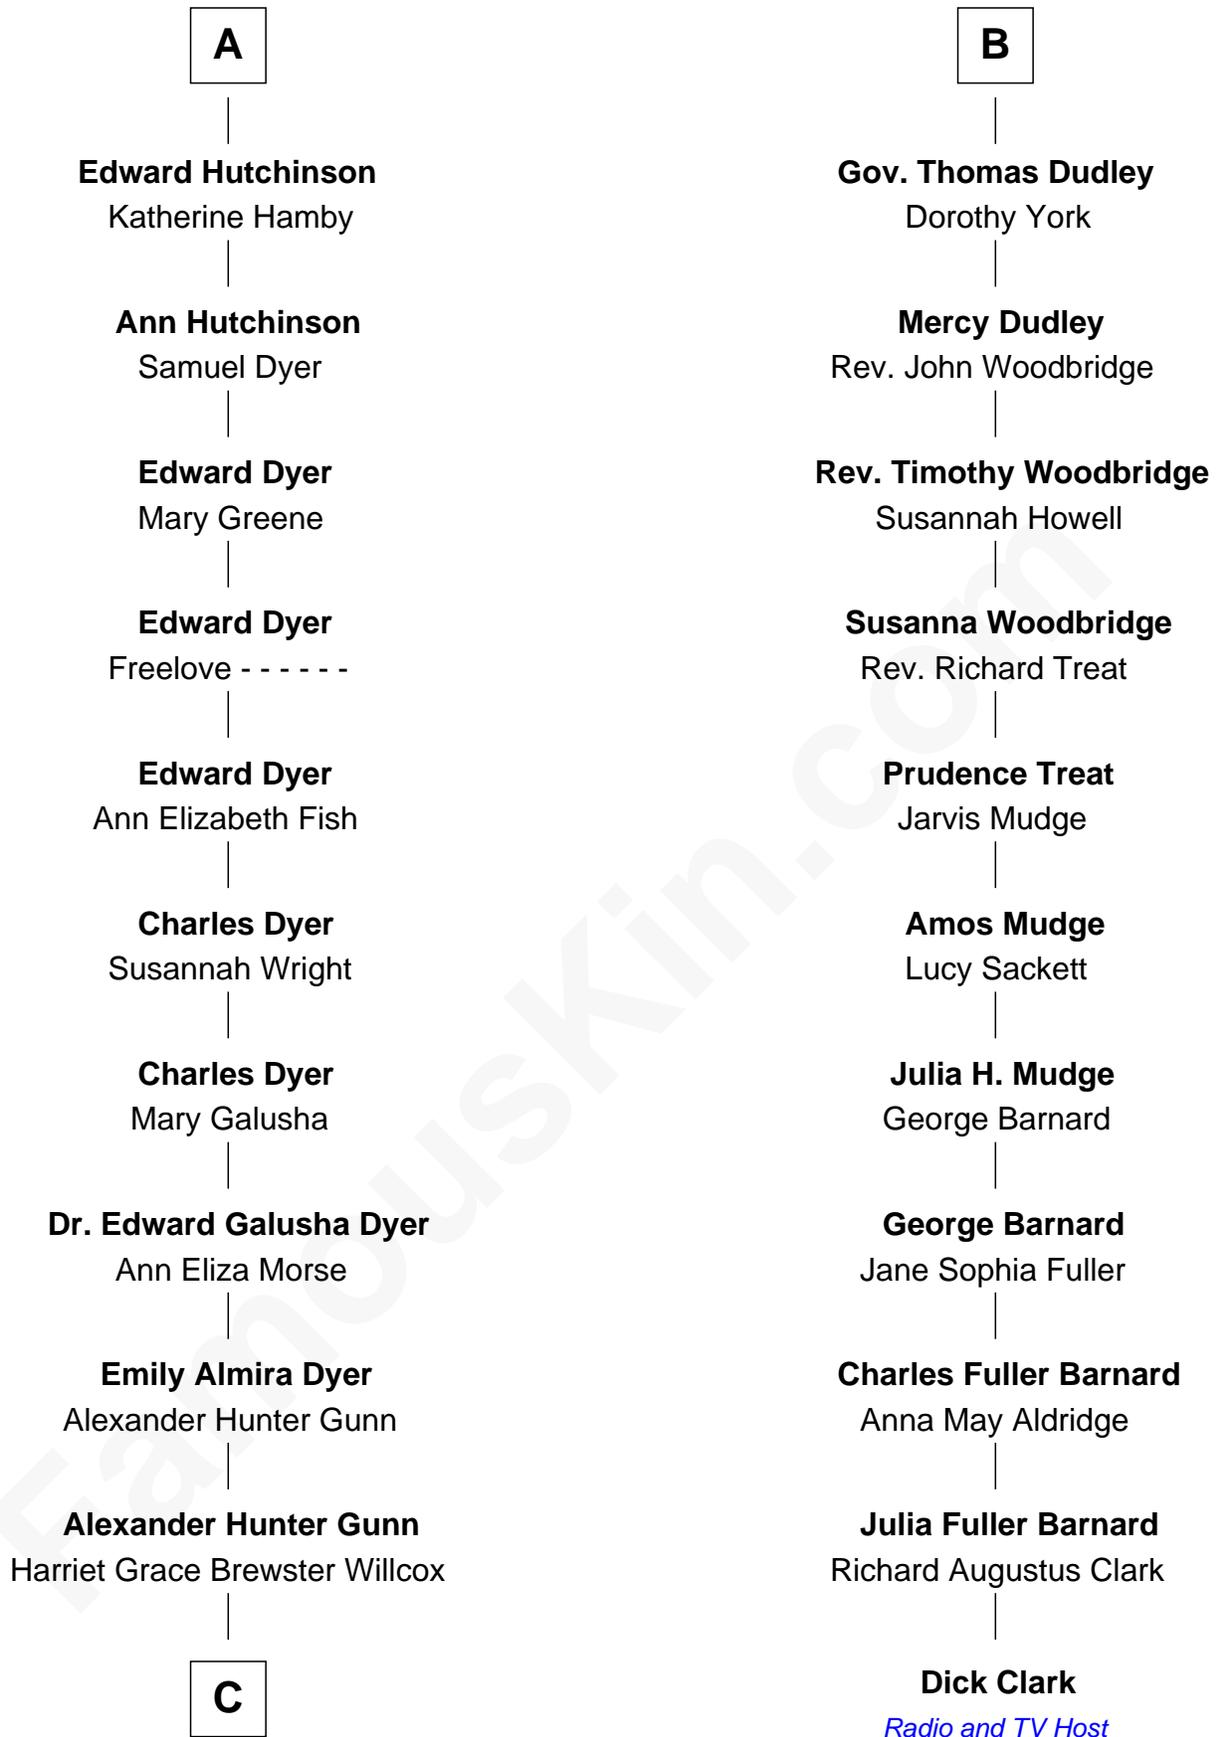 A
Edward Hutchinson
Katherine Hamby
Ann Hutchinson
Samuel Dyer
Edward Dyer
Mary Greene
Edward Dyer
Freelove - - - - - -
Edward Dyer
Ann Elizabeth Fish
Charles Dyer
Susannah Wright
Charles Dyer
Mary Galusha
Dr. Edward Galusha Dyer
Ann Eliza Morse
Emily Almira Dyer
Alexander Hunter Gunn
Alexander Hunter Gunn
Harriet Grace Brewster Willcox
C
B
Gov. Thomas Dudley
Dorothy York
Mercy Dudley
Rev. John Woodbridge
Rev. Timothy Woodbridge
Susannah Howell
Susanna Woodbridge
Rev. Richard Treat
Prudence Treat
Jarvis Mudge
Amos Mudge
Lucy Sackett
Julia H. Mudge
George Barnard
George Barnard
Jane Sophia Fuller
Charles Fuller Barnard
Anna May Aldridge
Julia Fuller Barnard
Richard Augustus Clark
Dick Clark
Radio and TV Host
FamousKin.com